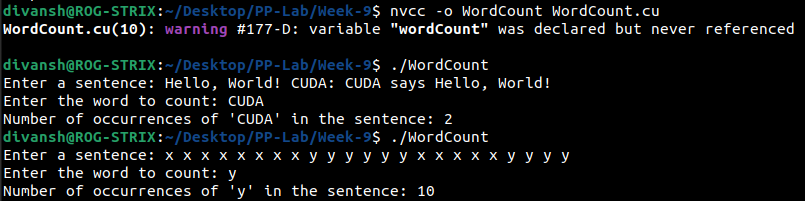 divansh@ROG-STRIX:~/Desktop/PP-Lab/Week-9$ nvcc -o WordCount WordCount.cu
WordCount.cu(10): warning #177-D: variable "wordCount" was declared but never referenced
divansh@ROG-STRIX:~/Desktop/PP-Lab/Week-9$ ./WordCount
Enter a sentence: Hello, World! CUDA: CUDA says Hello, World!
Enter the word to count: CUDA
Number of occurrences of 'CUDA' in the sentence: 2
divansh@ROG-STRIX:~/Desktop/PP-Lab/Week-9$ ./WordCount
Enter a sentence: x x x x x x x x y y y y y y x x x x x y y y y
Enter the word to count: y
Number of occurrences of 'y' in the sentence: 10